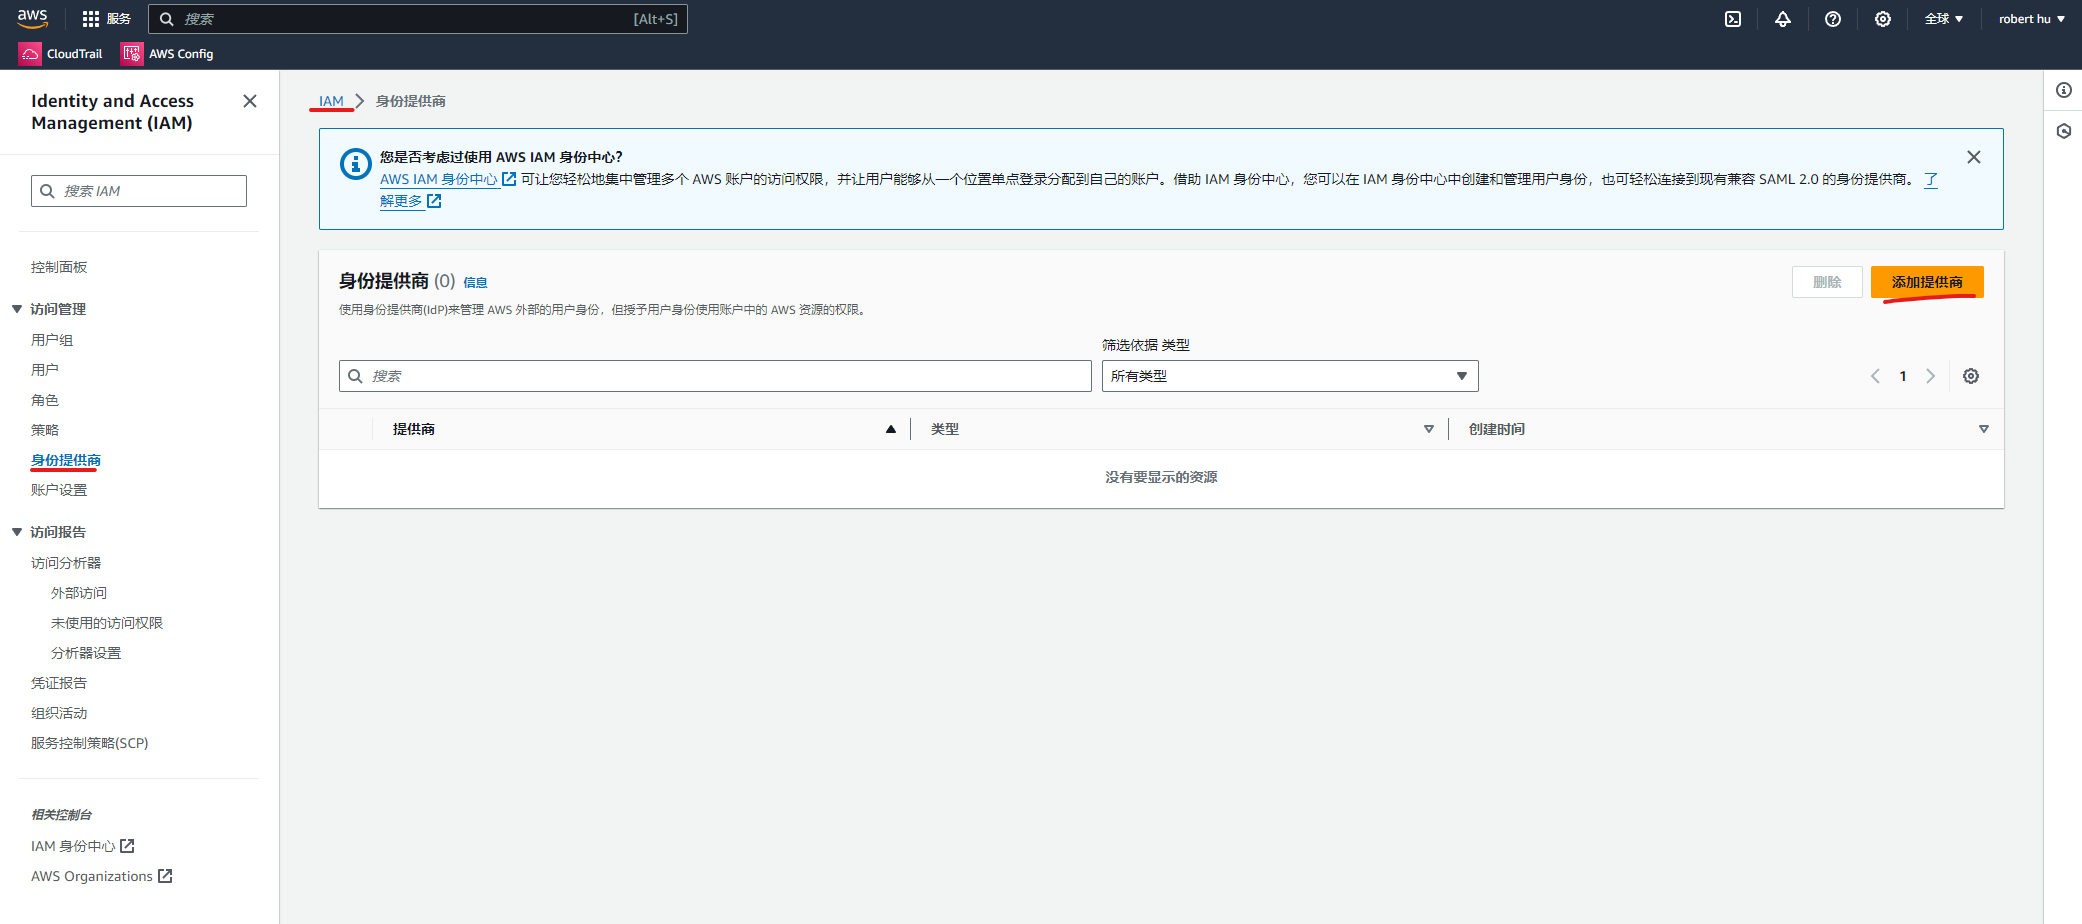 aws
服务
搜索
[Alt+S]
全球
robert hu
CloudTrail
AWS Config
Identity and Access
Management (IAM)
搜索 IAM
控制面板
访问管理
用户组
用户
角色
策略
身份提供商
账户设置
访问报告
访问分析器
外部访问
未使用的访问权限
分析器设置
凭证报告
组织活动
服务控制策略(SCP)
相关控制台
IAM 身份中心
AWS Organizations
IAM
身份提供商
您是否考虑过使用 AWS IAM 身份中心?
AWS IAM 身份中心 可让您轻松地集中管理多个 AWS 账户的访问权限，并让用户能够从一个位置单点登录分配到自己的账户。借助 IAM 身份中心，您可以在 IAM 身份中心中创建和管理用户身份，也可轻松连接到现有兼容 SAML 2.0 的身份提供商。 了
解更多
身份提供商 (0) 信息
删除
添加提供商
使用身份提供商(IdP)来管理 AWS 外部的用户身份，但授予用户身份使用账户中的 AWS 资源的权限。
筛选依据 类型
搜索
所有类型
1
提供商
类型
创建时间
没有要显示的资源